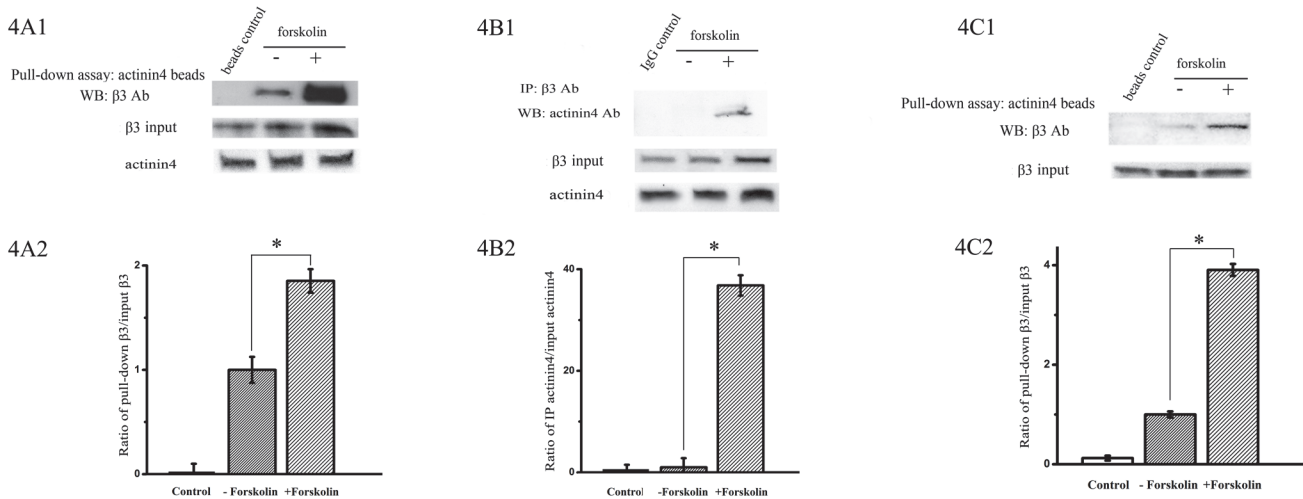 4A1
beads control
forskolin
- +
Pull-down assay: actinin4 beads
WB: β3 Ab
β3 input
actinin4
4B1
IgG control
forskolin
- +
IP: β3 Ab
WB: actinin4 Ab
β3 input
actinin4
4C1
beads control
forskolin
- +
Pull-down assay: actinin4 beads
WB: β3 Ab
β3 input
4A2
*
Ratio of pull-down β3/input β3
2
1
0
Control - Forskolin +Forskolin
4B2
*
Ratio of IP actinin4/input actinin4
40
20
0
Control -Forskolin +Forskolin
4C2
*
Ratio of pull-down β3/input β3
4
2
0
Control - Forskolin +Forskolin